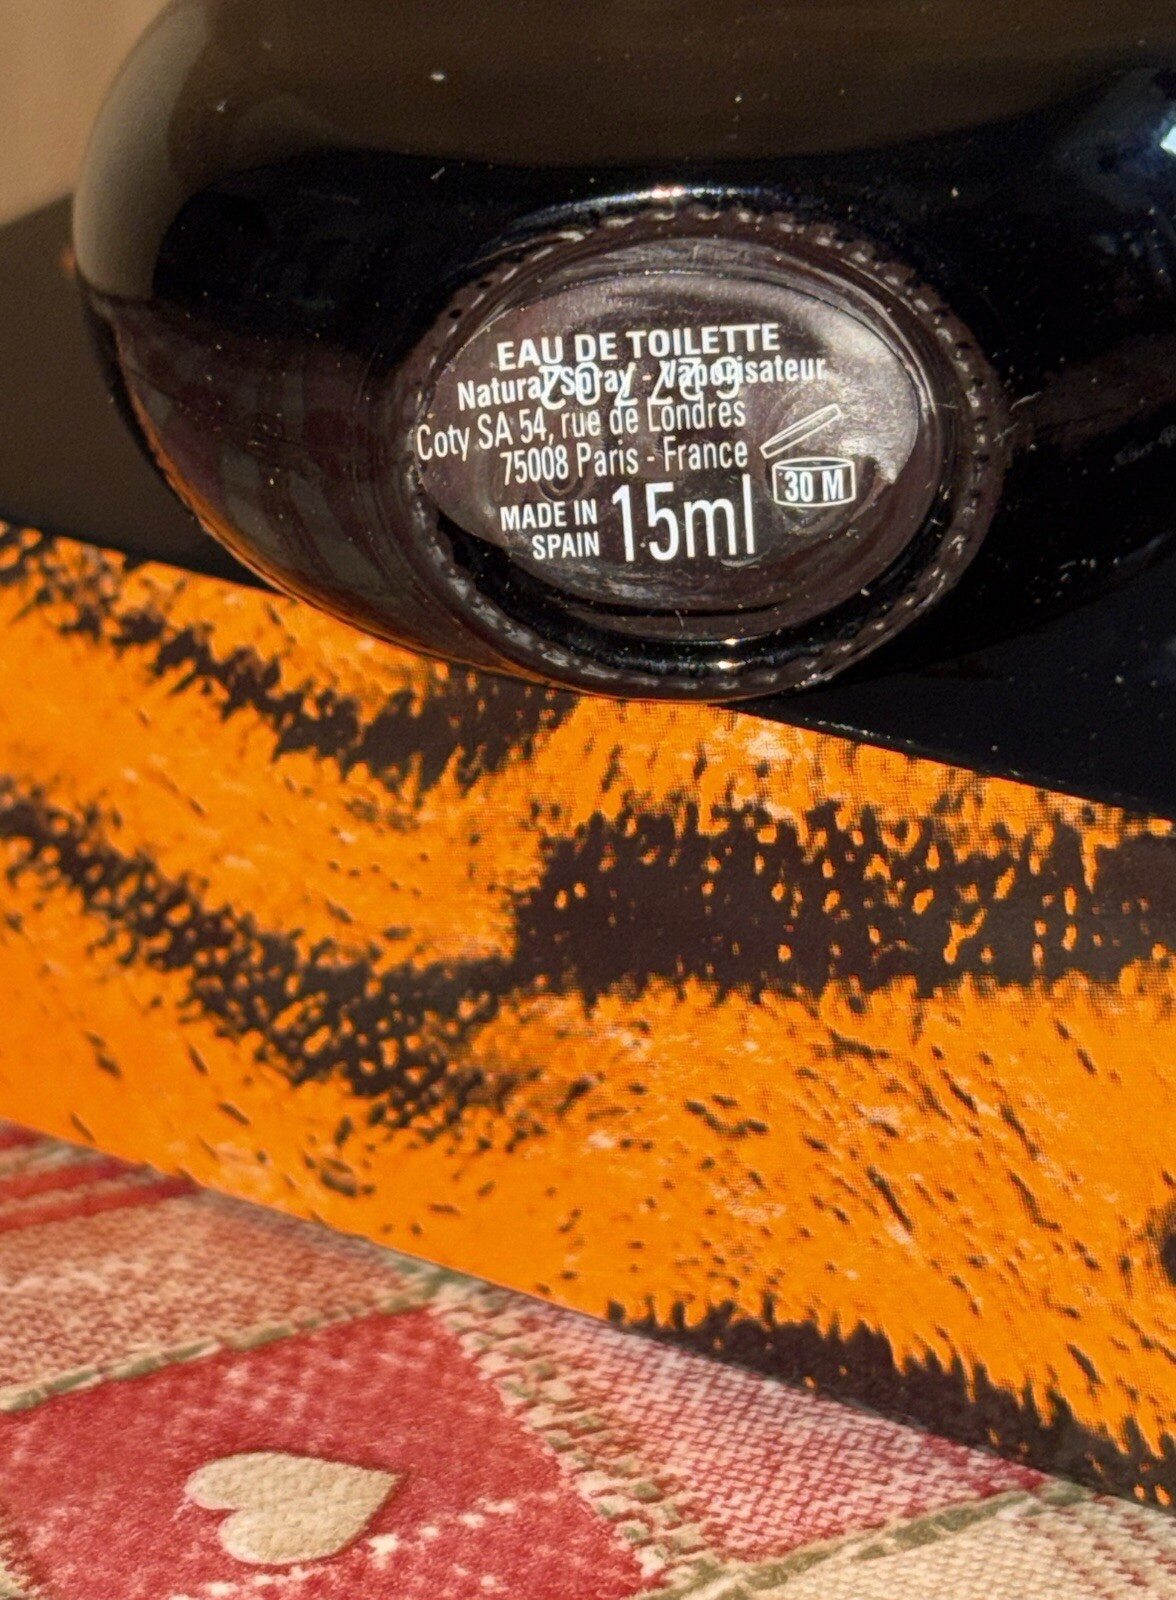 EAU DE TOILETTE
Natural Spray - Vaporisateur
Coty SA 54, rue de Londres
75008 Paris - France
MADE IN
SPAIN
15ml
30 M